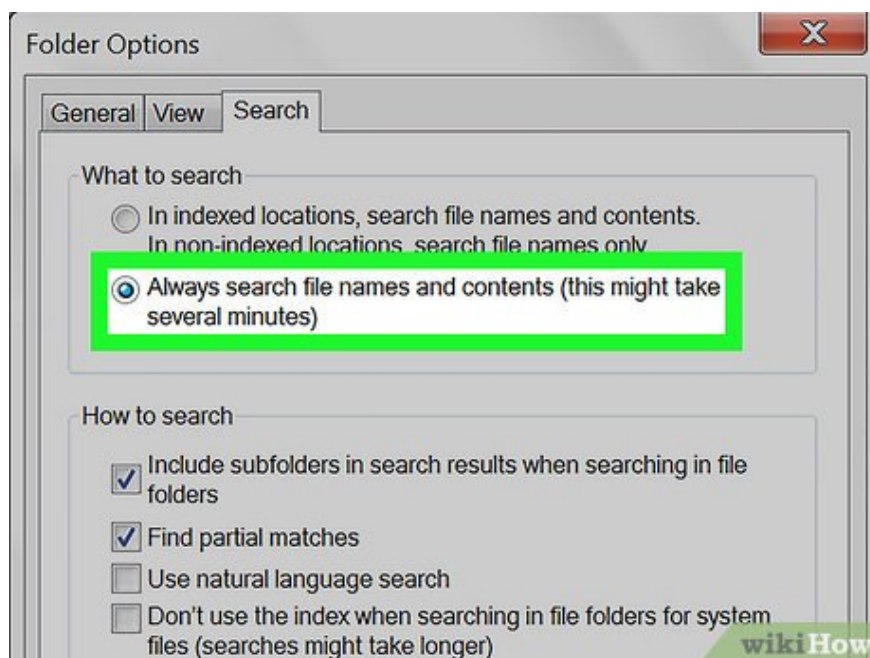 Folder Options
X
General View Search
What to search
In indexed locations, search file names and contents.
In non-indexed locations, search file names only
Always search file names and contents (this might take
several minutes)
How to search
Include subfolders in search results when searching in file
folders
Find partial matches
Use natural language search
Don't use the index when searching in file folders for system
files (searches might take longer)
wikiHow